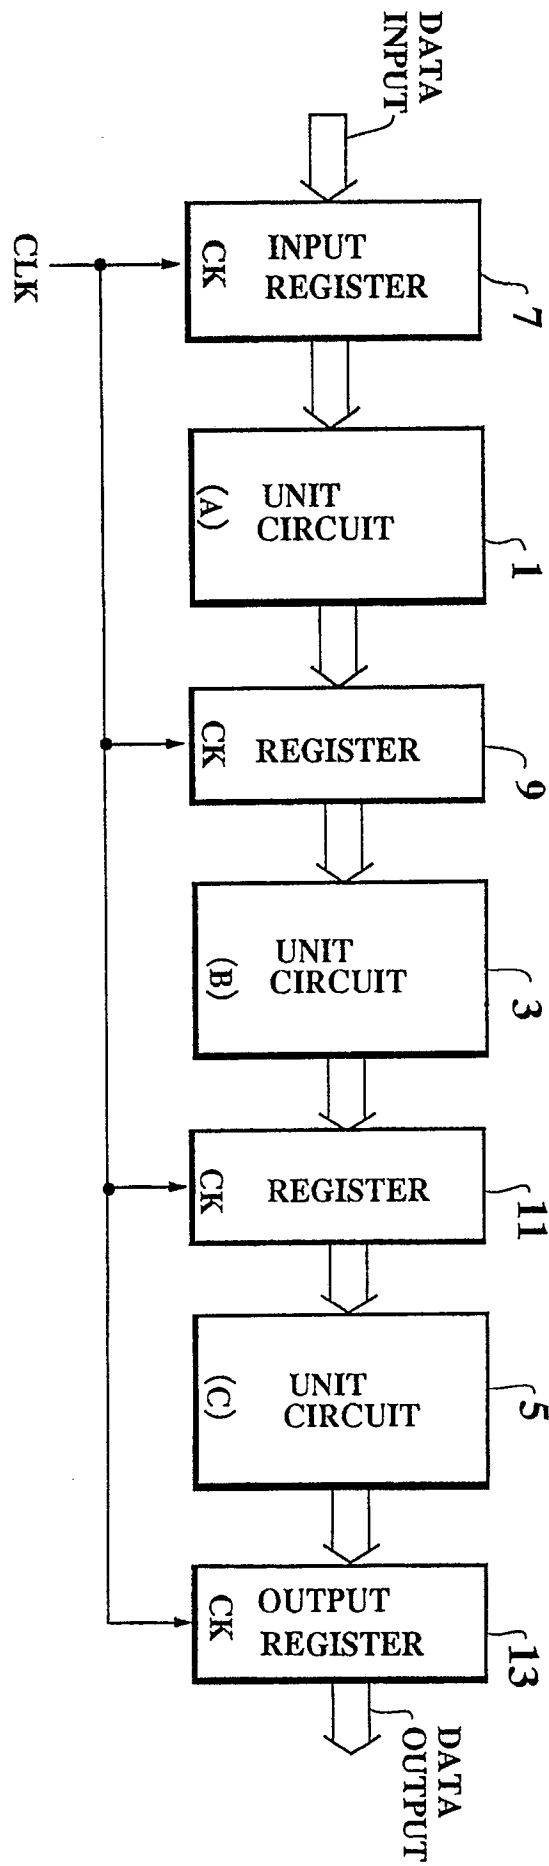 DATA
INPUT
INPUT
REGISTER
CK
7
CLK
UNIT
CIRCUIT
(A)
1
REGISTER
CK
9
UNIT
CIRCUIT
(B)
3
REGISTER
CK
11
UNIT
CIRCUIT
(C)
5
OUTPUT
REGISTER
CK
13
DATA
OUTPUT